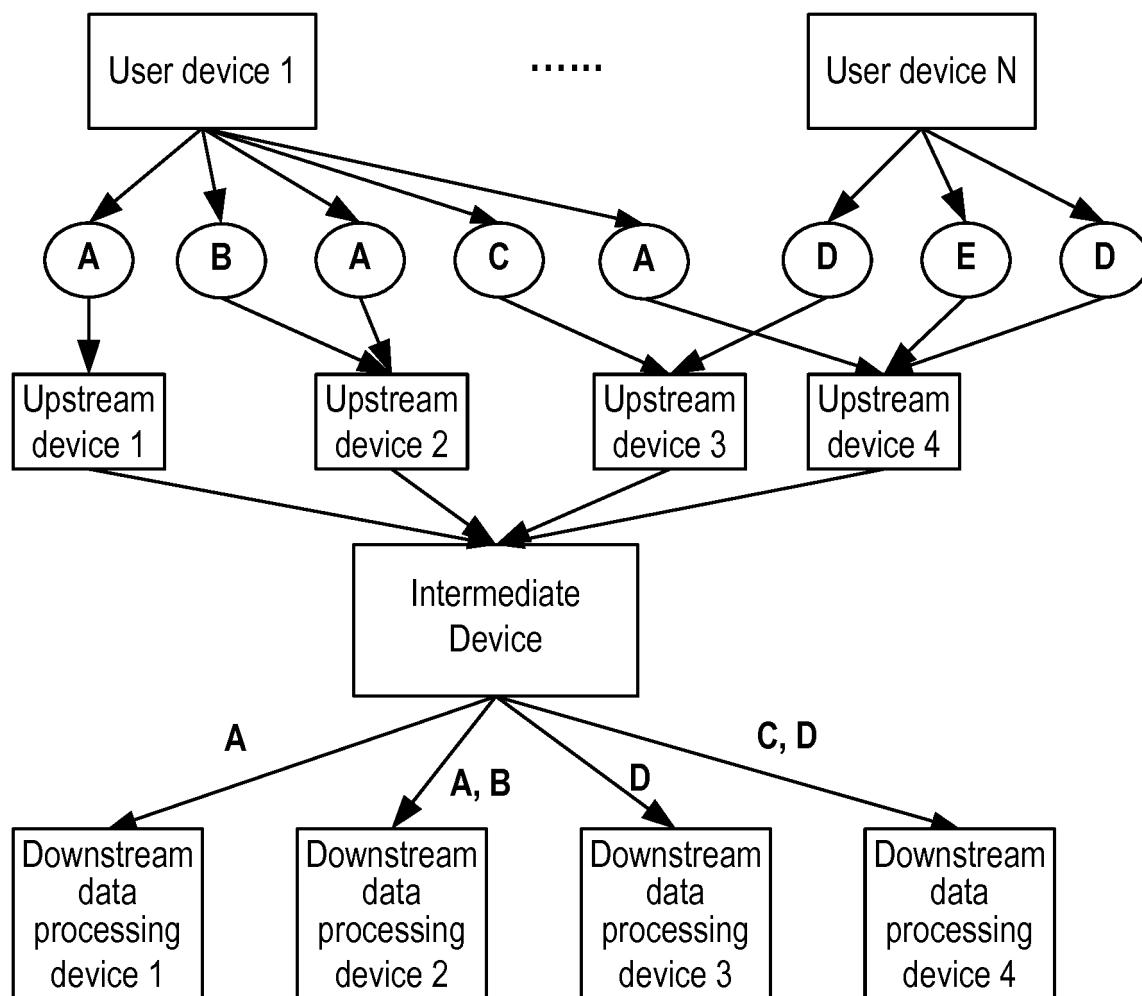 User device 1
......
User device N
A
B
A
C
A
D
E
D
Upstream
device 1
Upstream
device 2
Upstream
device 3
Upstream
device 4
Intermediate
Device
A
A, B
D
C, D
Downstream
data
processing
device 1
Downstream
data
processing
device 2
Downstream
data
processing
device 3
Downstream
data
processing
device 4